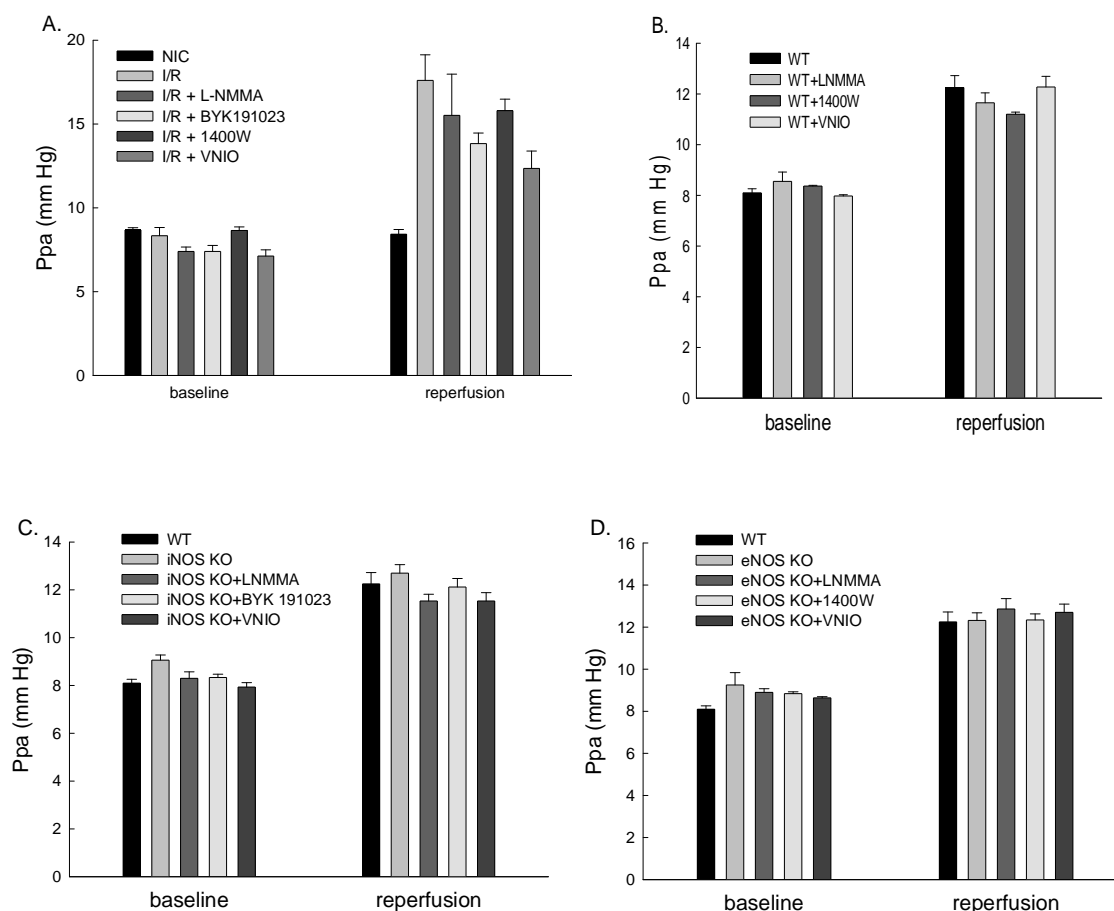 A.
NIC
I/R
I/R + L-NMMA
I/R + BYK191023
I/R + 1400W
I/R + VNIO
20
15
10
5
0
Ppa (mm Hg)
baseline reperfusion
B.
WT
WT+LNMMA
WT+1400W
WT+VNIO
14
12
10
8
6
4
2
0
Ppa (mm Hg)
baseline reperfusion
C.
WT
iNOS KO
iNOS KO+LNMMA
iNOS KO+BYK 191023
iNOS KO+VNIO
14
12
10
8
6
4
2
0
Ppa (mm Hg)
baseline reperfusion
D.
WT
eNOS KO
eNOS KO+LNMMA
eNOS KO+1400W
eNOS KO+VNIO
16
14
12
10
8
6
4
2
0
Ppa (mm Hg)
baseline reperfusion